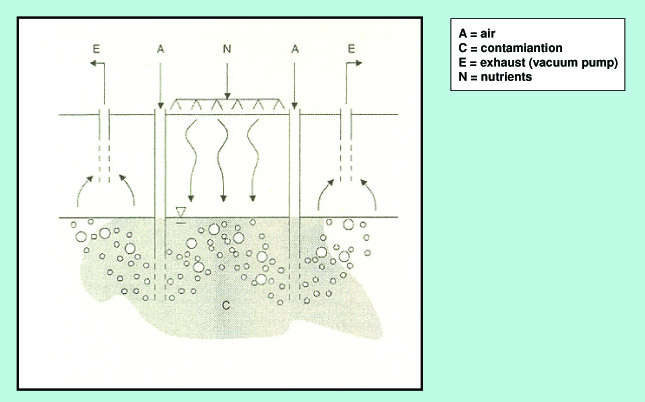 E A N A E
A = air
C = contamiantion
E = exhaust (vacuum pump)
N = nutrients
C